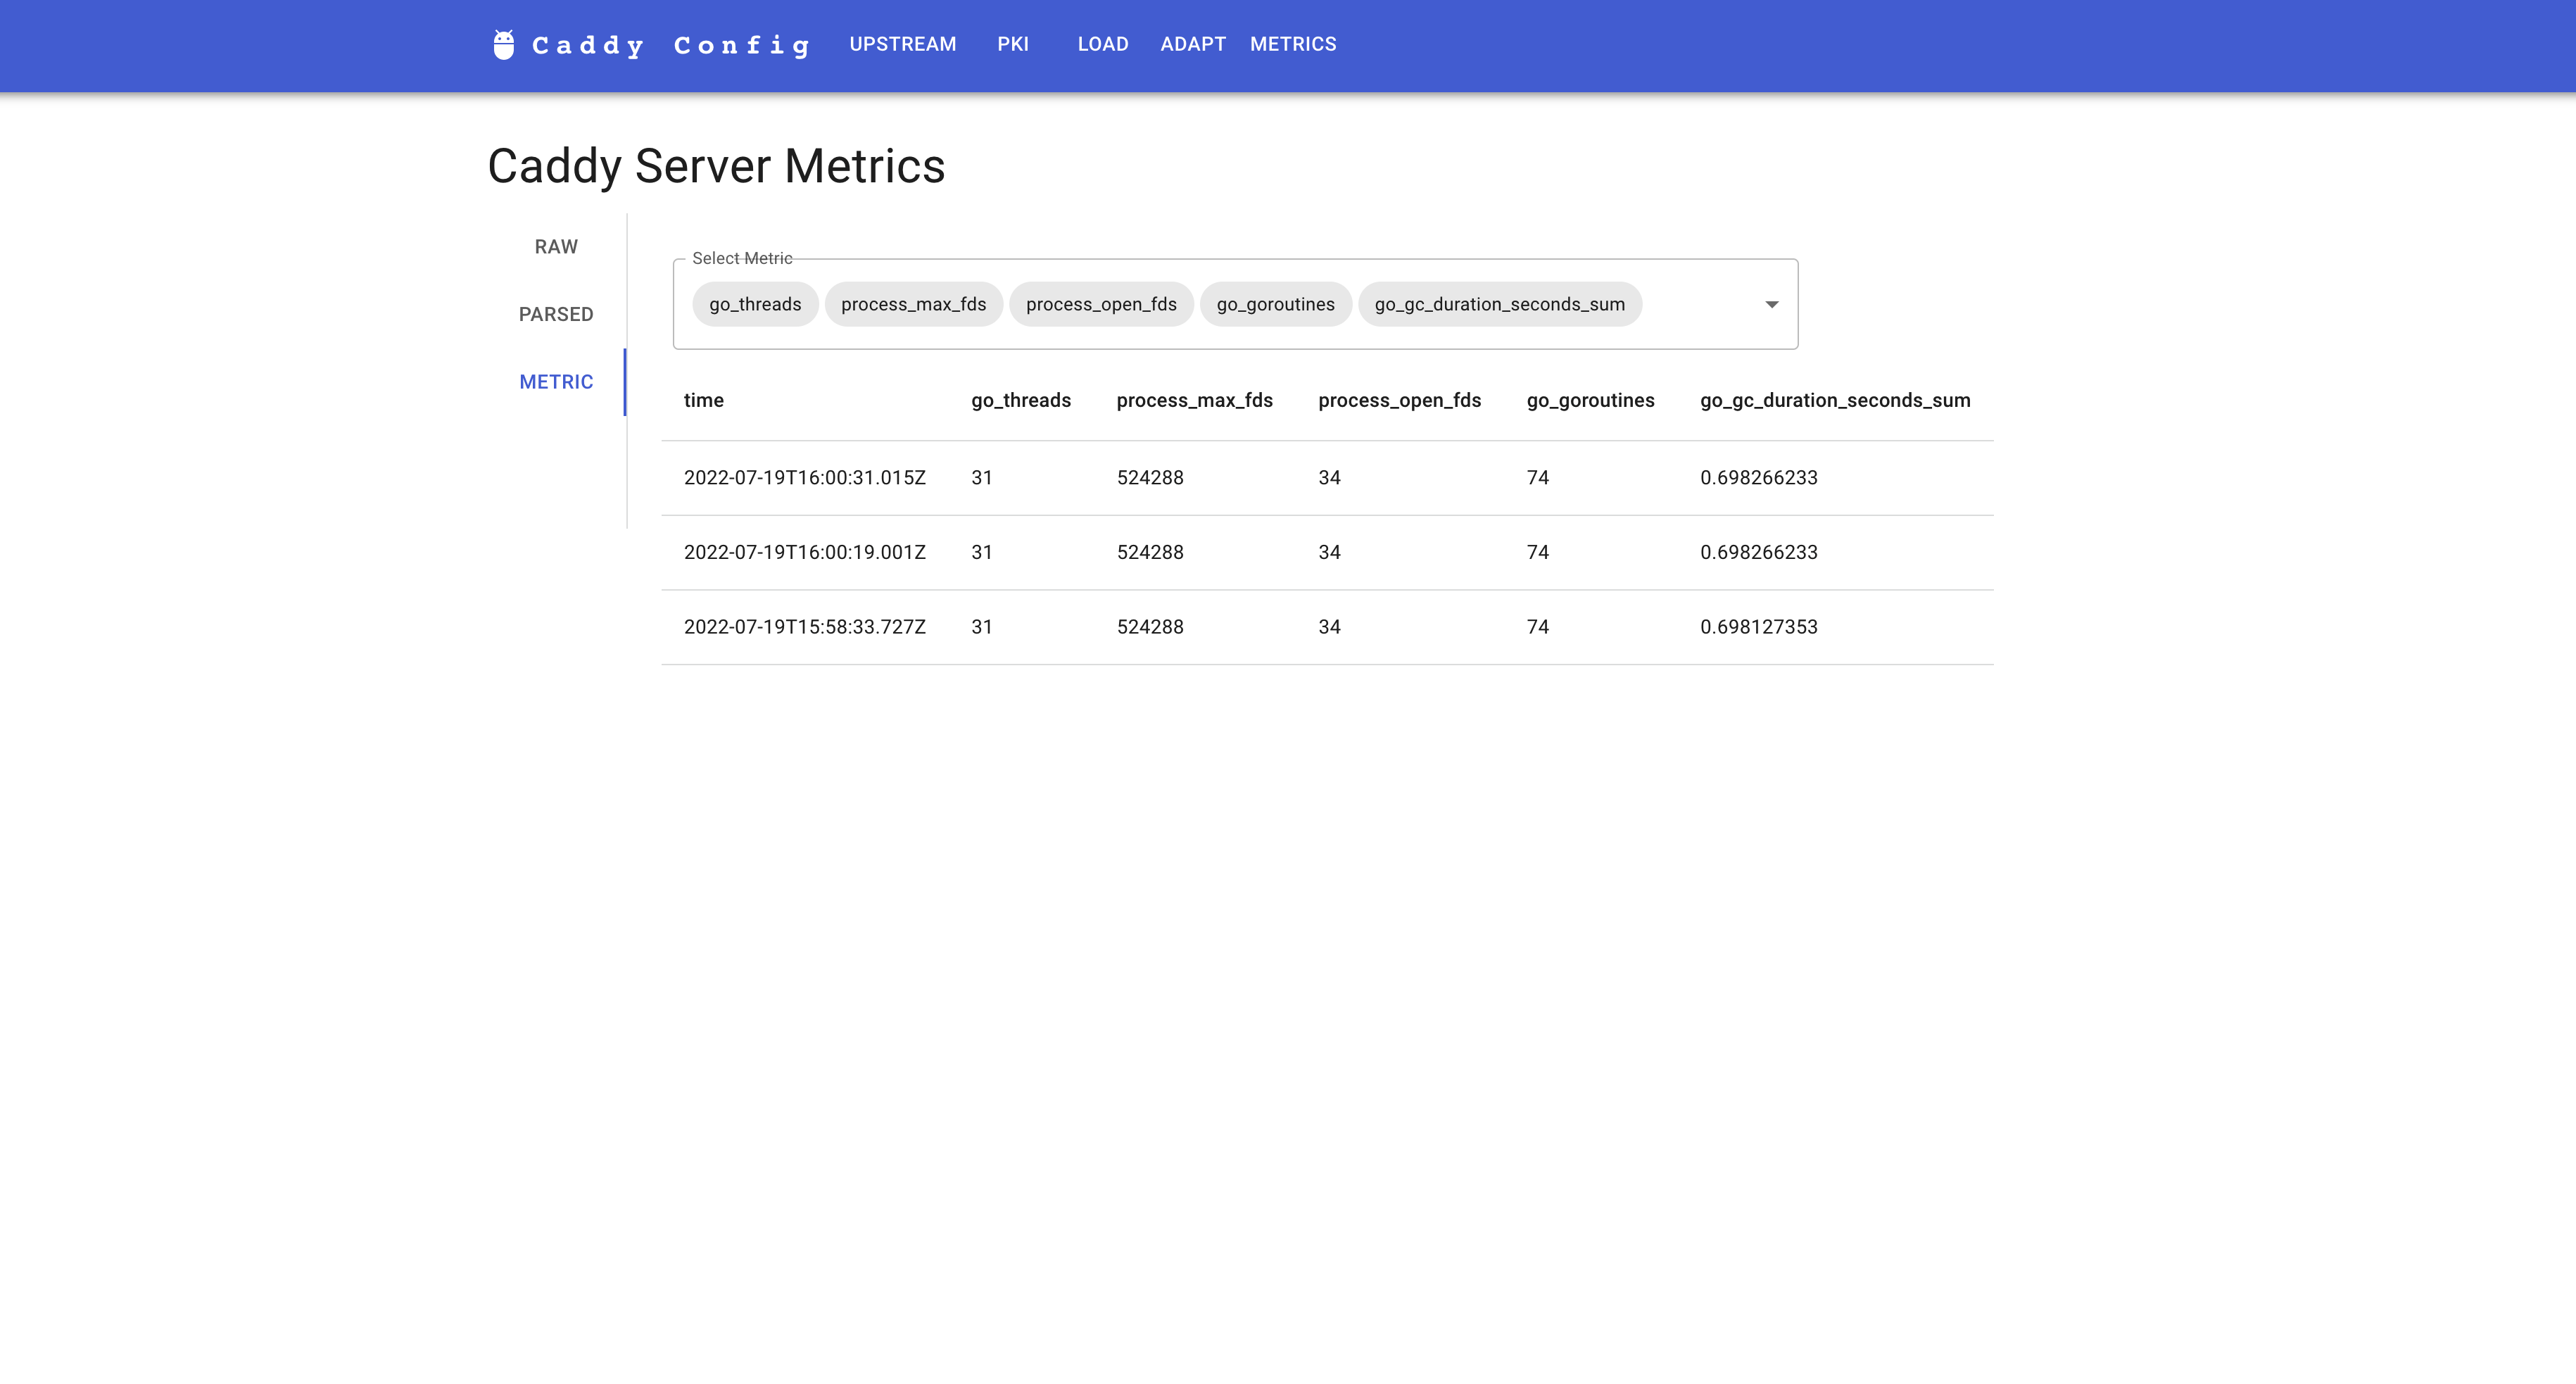 Caddy Config UPSTREAM PKI LOAD ADAPT METRICS
Caddy Server Metrics
RAW
PARSED
METRIC
Select Metric
go_threads process_max_fds process_open_fds go_goroutines go_gc_duration_seconds_sum
time go_threads process_max_fds process_open_fds go_goroutines go_gc_duration_seconds_sum
2022-07-19T16:00:31.015Z 31 524288 34 74 0.698266233
2022-07-19T16:00:19.001Z 31 524288 34 74 0.698266233
2022-07-19T15:58:33.727Z 31 524288 34 74 0.698127353